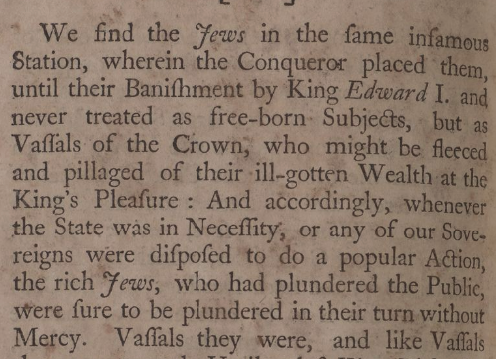 We find the Jews in the ſame infamous
Station, wherein the Conqueror placed them,
until their Baniſhment by King Edward I. and
never treated as free-born Subjects, but as
Vaſſals of the Crown, who might be fleeced
and pillaged of their ill-gotten Wealth at the
King's Pleaſure : And accordingly, whenever
the State was in Neceſſity, or any of our Sove-
reigns were diſpoſed to do a popular Action,
the rich Jews, who had plundered the Public,
were ſure to be plundered in their turn without
Mercy. Vaſſals they were, and like Vaſſals